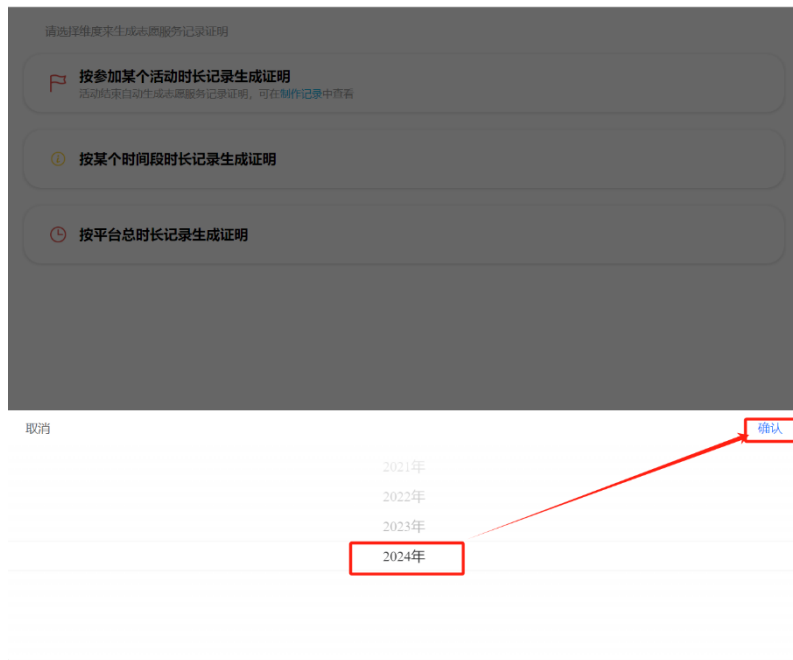 请选择维度来生成志愿服务记录证明
按参加某个活动时长记录生成证明
活动结束自动生成志愿服务记录证明，可在制作记录中查看
按某个时间段时长记录生成证明
按平台总时长记录生成证明
取消
确认
2021年
2022年
2023年
2024年